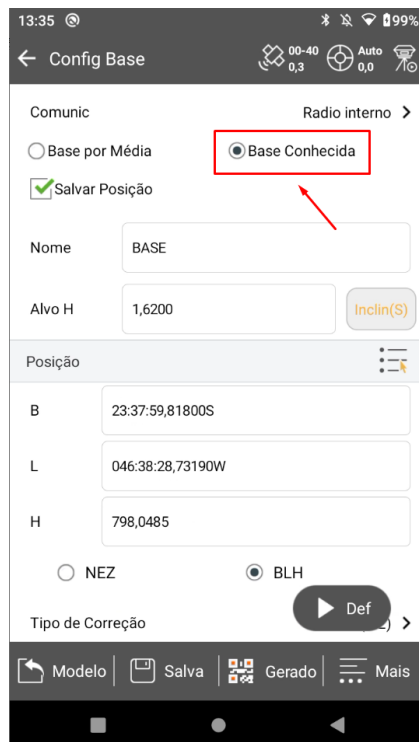 13:35 99%
Config Base 00-40 0,3 Auto 0,0
Comunic Radio interno
Base por Média Base Conhecida
Salvar Posição
Nome BASE
Alvo H 1,6200 Inclin(S)
Posição
B 23:37:59,81800S
L 046:38:28,73190W
H 798,0485
NEZ BLH
Def
Tipo de Correção
Modelo Salva Gerado Mais